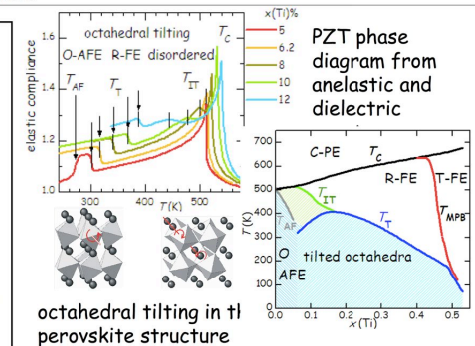 octahedral tilting
O-AFE R-FE disordered
T_C
T_AF
T_T
T_IT
elastic compliance
1.6
1.4
1.2
1.0
300
400
500
T(K)
x(Ti)%
5
6.2
8
10
12
PZT phase
diagram from
anelastic and
dielectric
octahedral tilting in th
perovskite structure
C-PE
T_C
R-FE
T-FE
T_IT
T_AF
T_T
T_MPB
O
AFE
tilted octahedra
T(K)
700
600
500
400
300
200
100
0
0.0
0.1
0.2
0.3
0.4
0.5
x(Ti)